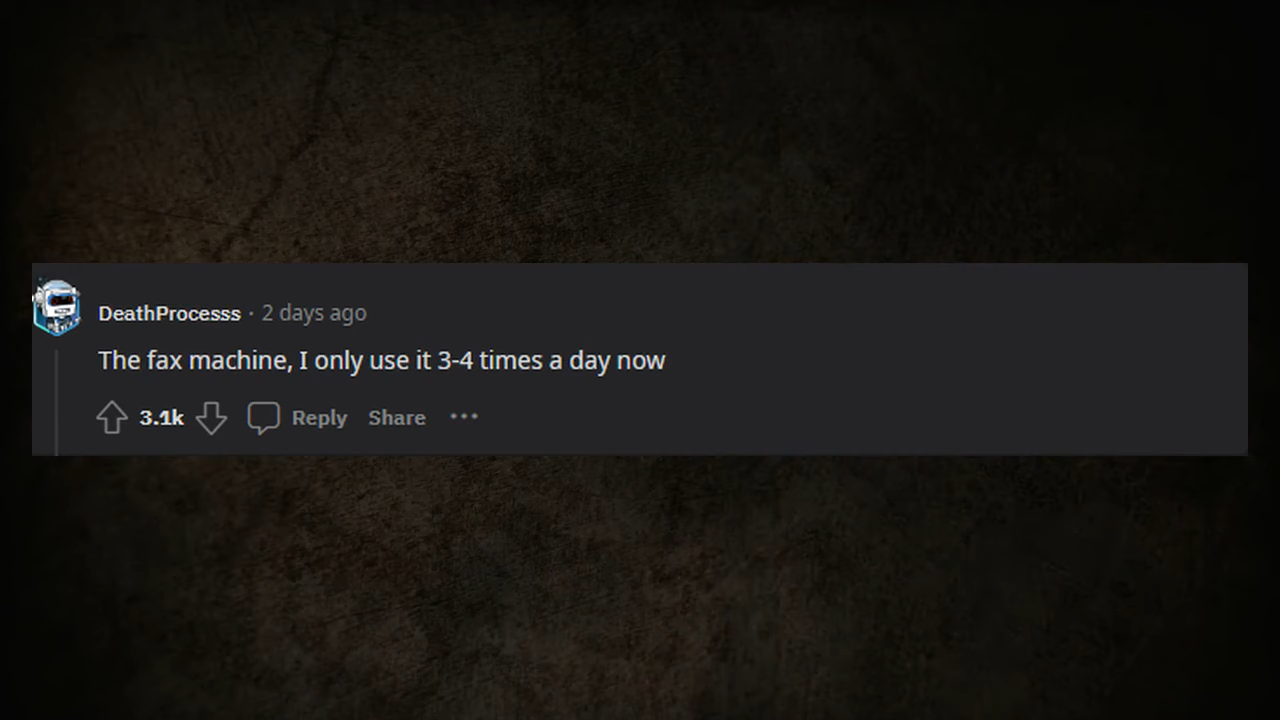 DeathProcesss · 2 days ago
The fax machine, I only use it 3-4 times a day now
3.1k Reply Share ···